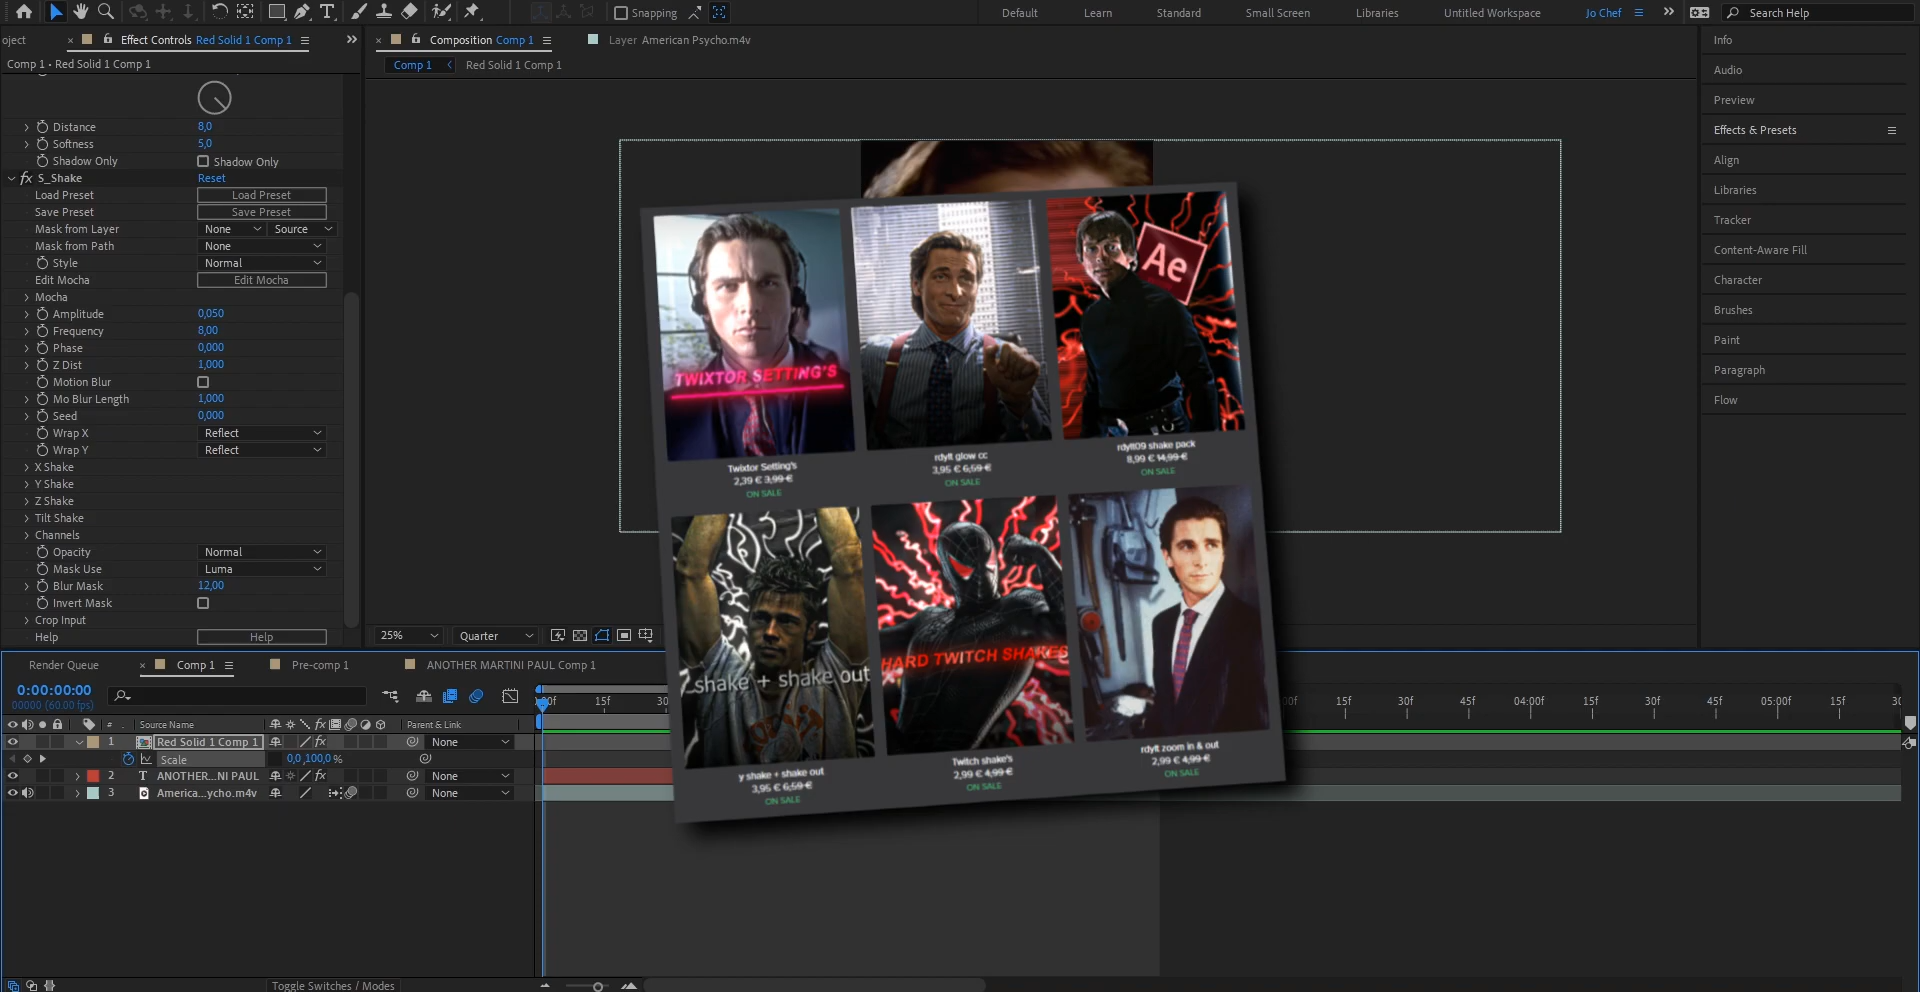 Snapping
Default
Learn
Standard
Small Screen
Libraries
Untitled Workspace
Jo Chef
Search Help
oject
Effect Controls Red Solid 1 Comp 1
Composition Comp 1
Layer American Psycho.m4v
Comp 1 • Red Solid 1 Comp 1
Comp 1
Red Solid 1 Comp 1
Distance 8,0
Softness 5,0
Shadow Only Shadow Only
fx S_Shake Reset
Load Preset Load Preset
Save Preset Save Preset
Mask from Layer None Source
Mask from Path None
Style Normal
Edit Mocha Edit Mocha
Mocha
Amplitude 0,050
Frequency 8,00
Phase 0,000
Z Dist 1,000
Motion Blur
Mo Blur Length 1,000
Seed 0,000
Wrap X Reflect
Wrap Y Reflect
X Shake
Y Shake
Z Shake
Tilt Shake
Channels
Opacity Normal
Mask Use Luma
Blur Mask 12,00
Invert Mask
Crop Input
Help Help
Info
Audio
Preview
Effects & Presets
Align
Libraries
Tracker
Content-Aware Fill
Character
Brushes
Paint
Paragraph
Flow
TWIXTOR SETTING'S
Ae
Twixtor Setting's
2,39 € 3,99 €
ON SALE
rdylt glow cc
3,95 € 6,59 €
ON SALE
rdylt09 shake pack
8,99 € 14,99 €
ON SALE
shake + shake out
HARD TWITCH SHAKES
y shake + shake out
3,95 € 6,59 €
ON SALE
Twitch shake's
2,99 € 4,99 €
ON SALE
rdylt zoom in & out
2,99 € 4,99 €
ON SALE
25%
Quarter
Render Queue
Comp 1
Pre-comp 1
ANOTHER MARTINI PAUL Comp 1
0:00:00:00
00000 (60.00 fps)
:00f 15f 30
00f 15f 30f 45f 04:00f 15f 30f 45f 05:00f 15f 30
# Source Name fx Parent & Link
1 Red Solid 1 Comp 1 fx None
Scale 0,0,100,0 %
2 T ANOTHER...NI PAUL fx None
3 America...ycho.m4v None
Toggle Switches / Modes